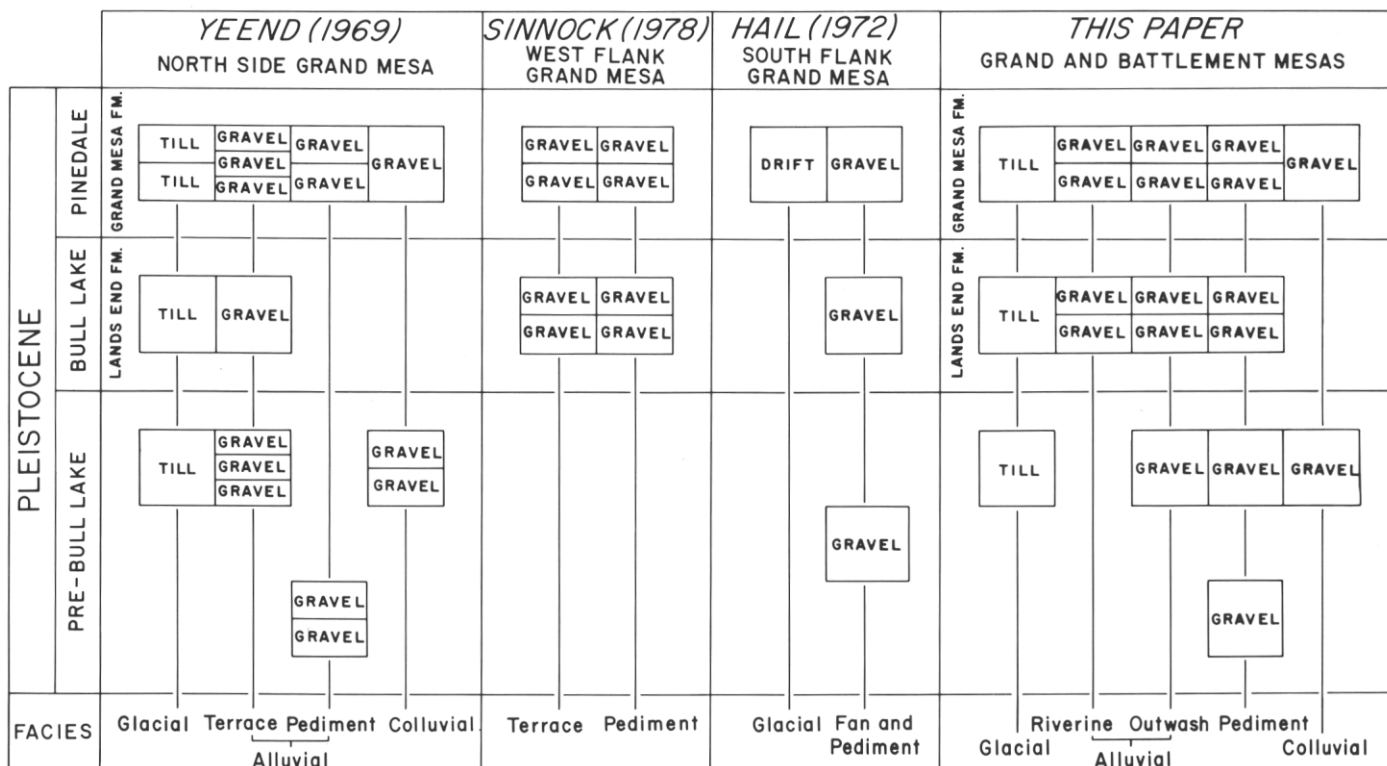 YEEND (1969)
NORTH SIDE GRAND MESA
SINNOCK (1978)
WEST FLANK
GRAND MESA
HAIL (1972)
SOUTH FLANK
GRAND MESA
THIS PAPER
GRAND AND BATTLEMENT MESAS
PLEISTOCENE
PINEDALE
GRAND MESA FM.
TILL
TILL
GRAVEL
GRAVEL
GRAVEL
GRAVEL
GRAVEL
GRAVEL
GRAVEL GRAVEL
GRAVEL GRAVEL
DRIFT GRAVEL
GRAND MESA FM.
TILL
GRAVEL GRAVEL GRAVEL
GRAVEL GRAVEL GRAVEL
GRAVEL
BULL LAKE
LANDS END FM.
TILL GRAVEL
GRAVEL GRAVEL
GRAVEL GRAVEL
GRAVEL
LANDS END FM.
TILL
GRAVEL GRAVEL GRAVEL
GRAVEL GRAVEL GRAVEL
PRE-BULL LAKE
TILL
GRAVEL
GRAVEL
GRAVEL
GRAVEL
GRAVEL
GRAVEL
GRAVEL
GRAVEL
TILL
GRAVEL GRAVEL GRAVEL
GRAVEL
FACIES
Glacial Terrace Pediment Colluvial
Alluvial
Terrace Pediment
Glacial Fan and
Pediment
Riverine Outwash Pediment
Glacial Alluvial Colluvial